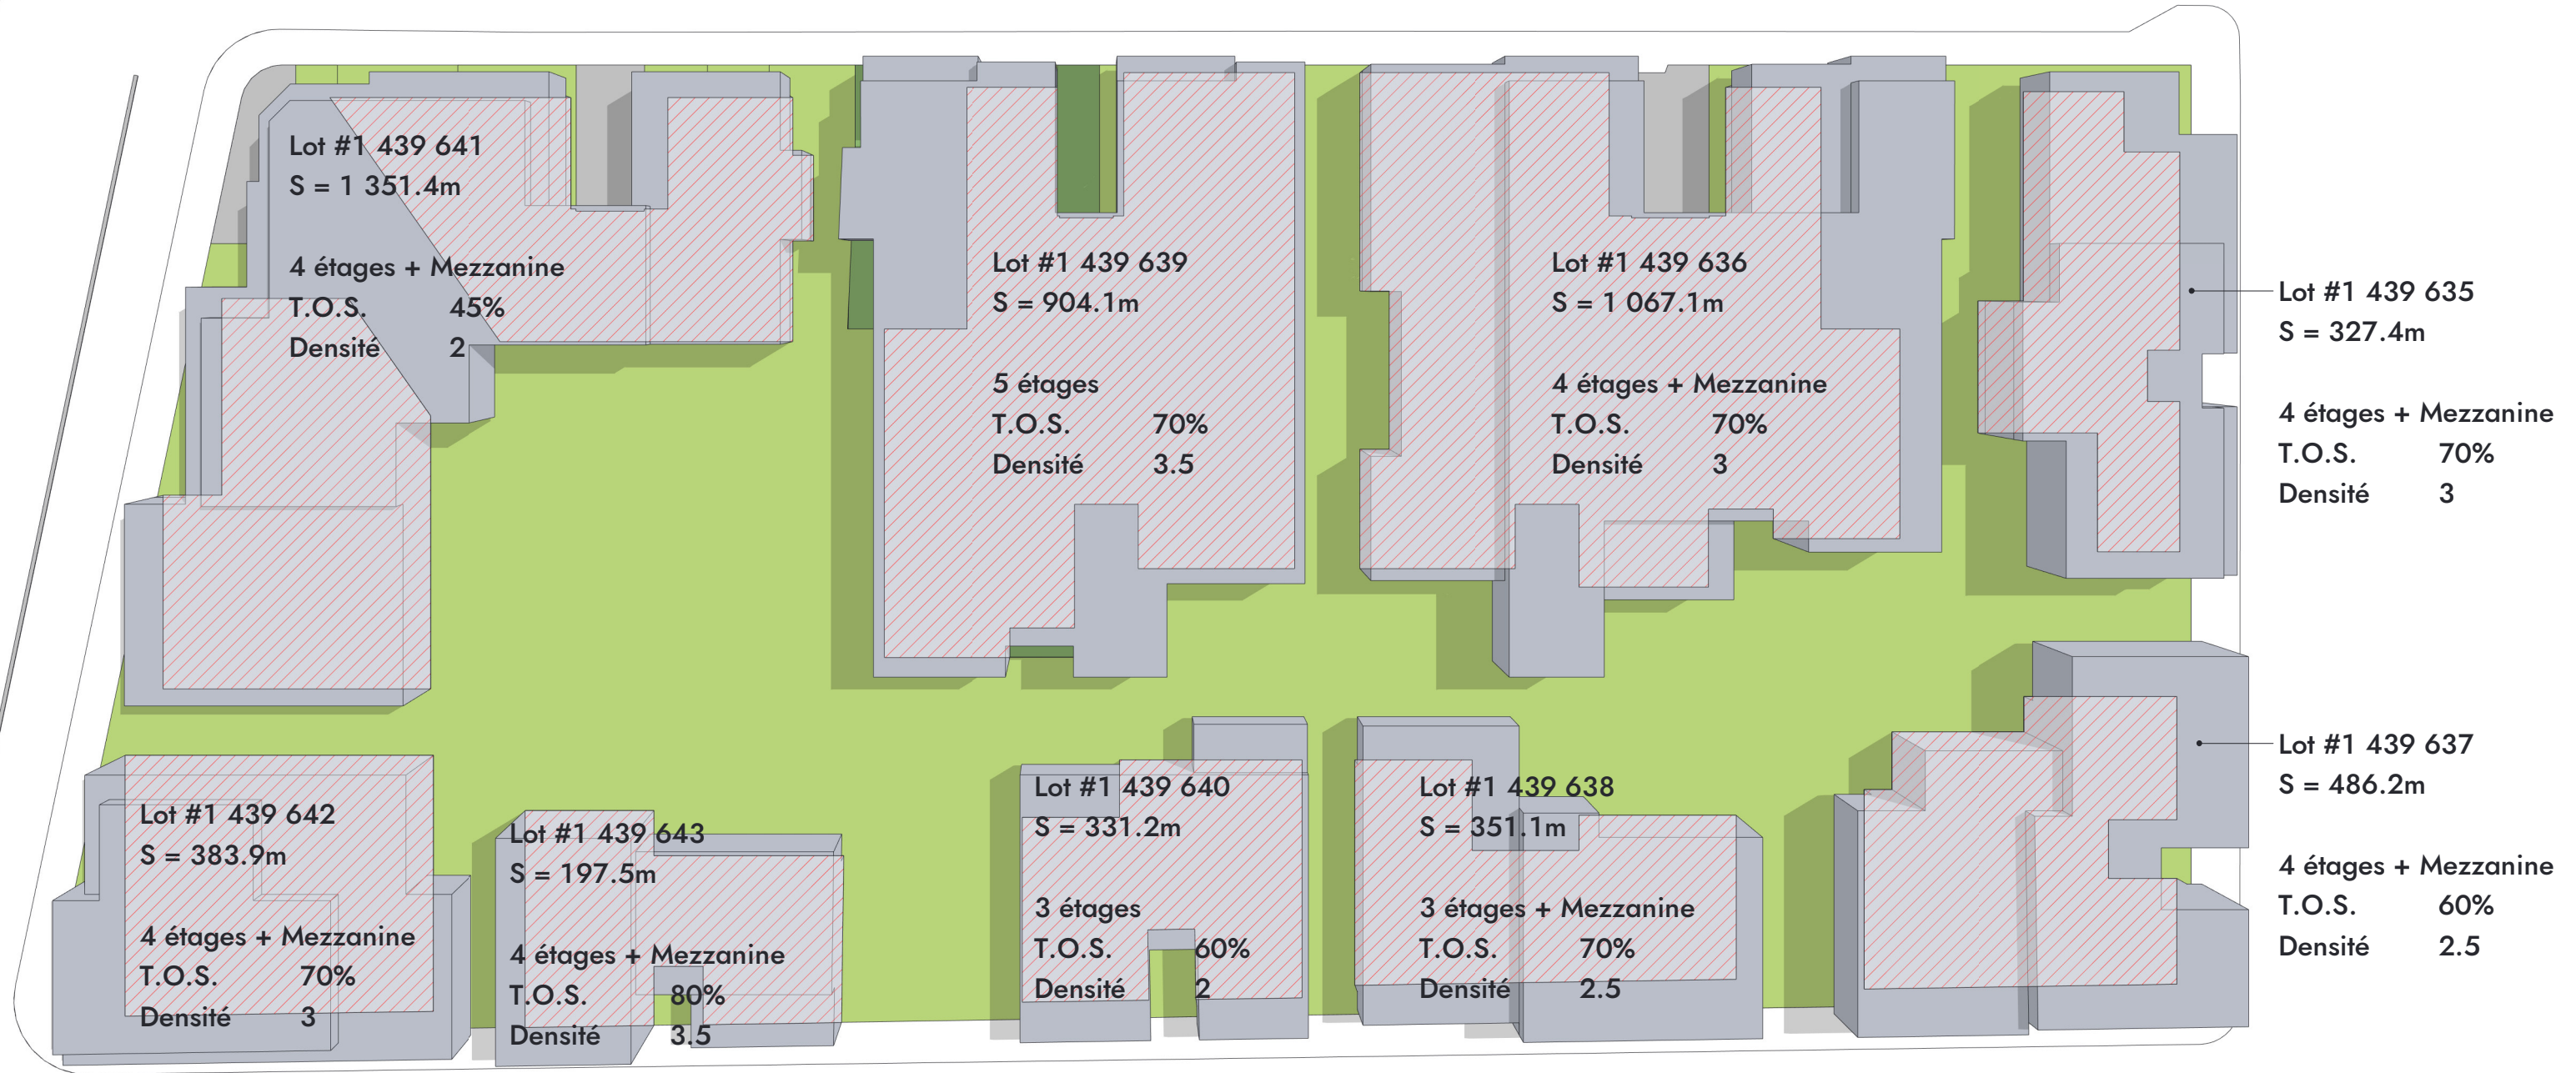 Lot #1 439 641
S = 1 351.4m
4 étages + Mezzanine
T.O.S. 45%
Densité 2
Lot #1 439 639
S = 904.1m
5 étages
T.O.S. 70%
Densité 3.5
Lot #1 439 636
S = 1 067.1m
4 étages + Mezzanine
T.O.S. 70%
Densité 3
Lot #1 439 635
S = 327.4m
4 étages + Mezzanine
T.O.S. 70%
Densité 3
Lot #1 439 642
S = 383.9m
4 étages + Mezzanine
T.O.S. 70%
Densité 3
Lot #1 439 643
S = 197.5m
4 étages + Mezzanine
T.O.S. 80%
Densité 3.5
Lot #1 439 640
S = 331.2m
3 étages
T.O.S. 60%
Densité 2
Lot #1 439 638
S = 351.1m
3 étages + Mezzanine
T.O.S. 70%
Densité 2.5
Lot #1 439 637
S = 486.2m
4 étages + Mezzanine
T.O.S. 60%
Densité 2.5